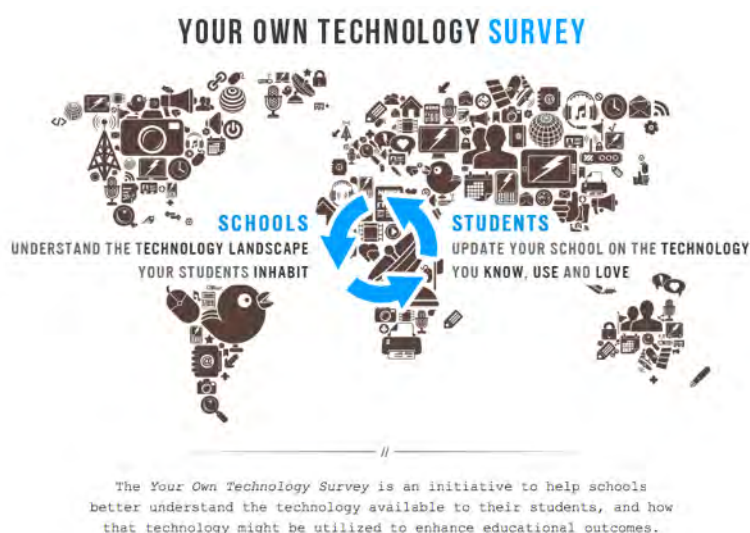 YOUR OWN TECHNOLOGY SURVEY
SCHOOLS
UNDERSTAND THE TECHNOLOGY LANDSCAPE
YOUR STUDENTS INHABIT
STUDENTS
UPDATE YOUR SCHOOL ON THE TECHNOLOGY
YOU KNOW, USE AND LOVE
//
The Your Own Technology Survey is an initiative to help schools
better understand the technology available to their students, and how
that technology might be utilized to enhance educational outcomes.